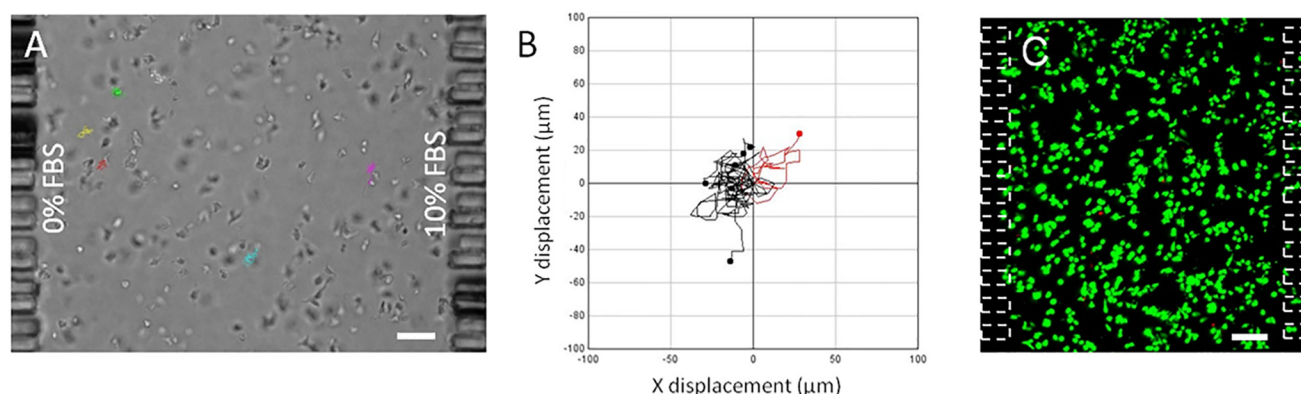 A
0% FBS
10% FBS
B
Y displacement (μm)
100
80
60
40
20
0
-20
-40
-60
-80
-100
-100
-50
0
50
100
X displacement (μm)
C